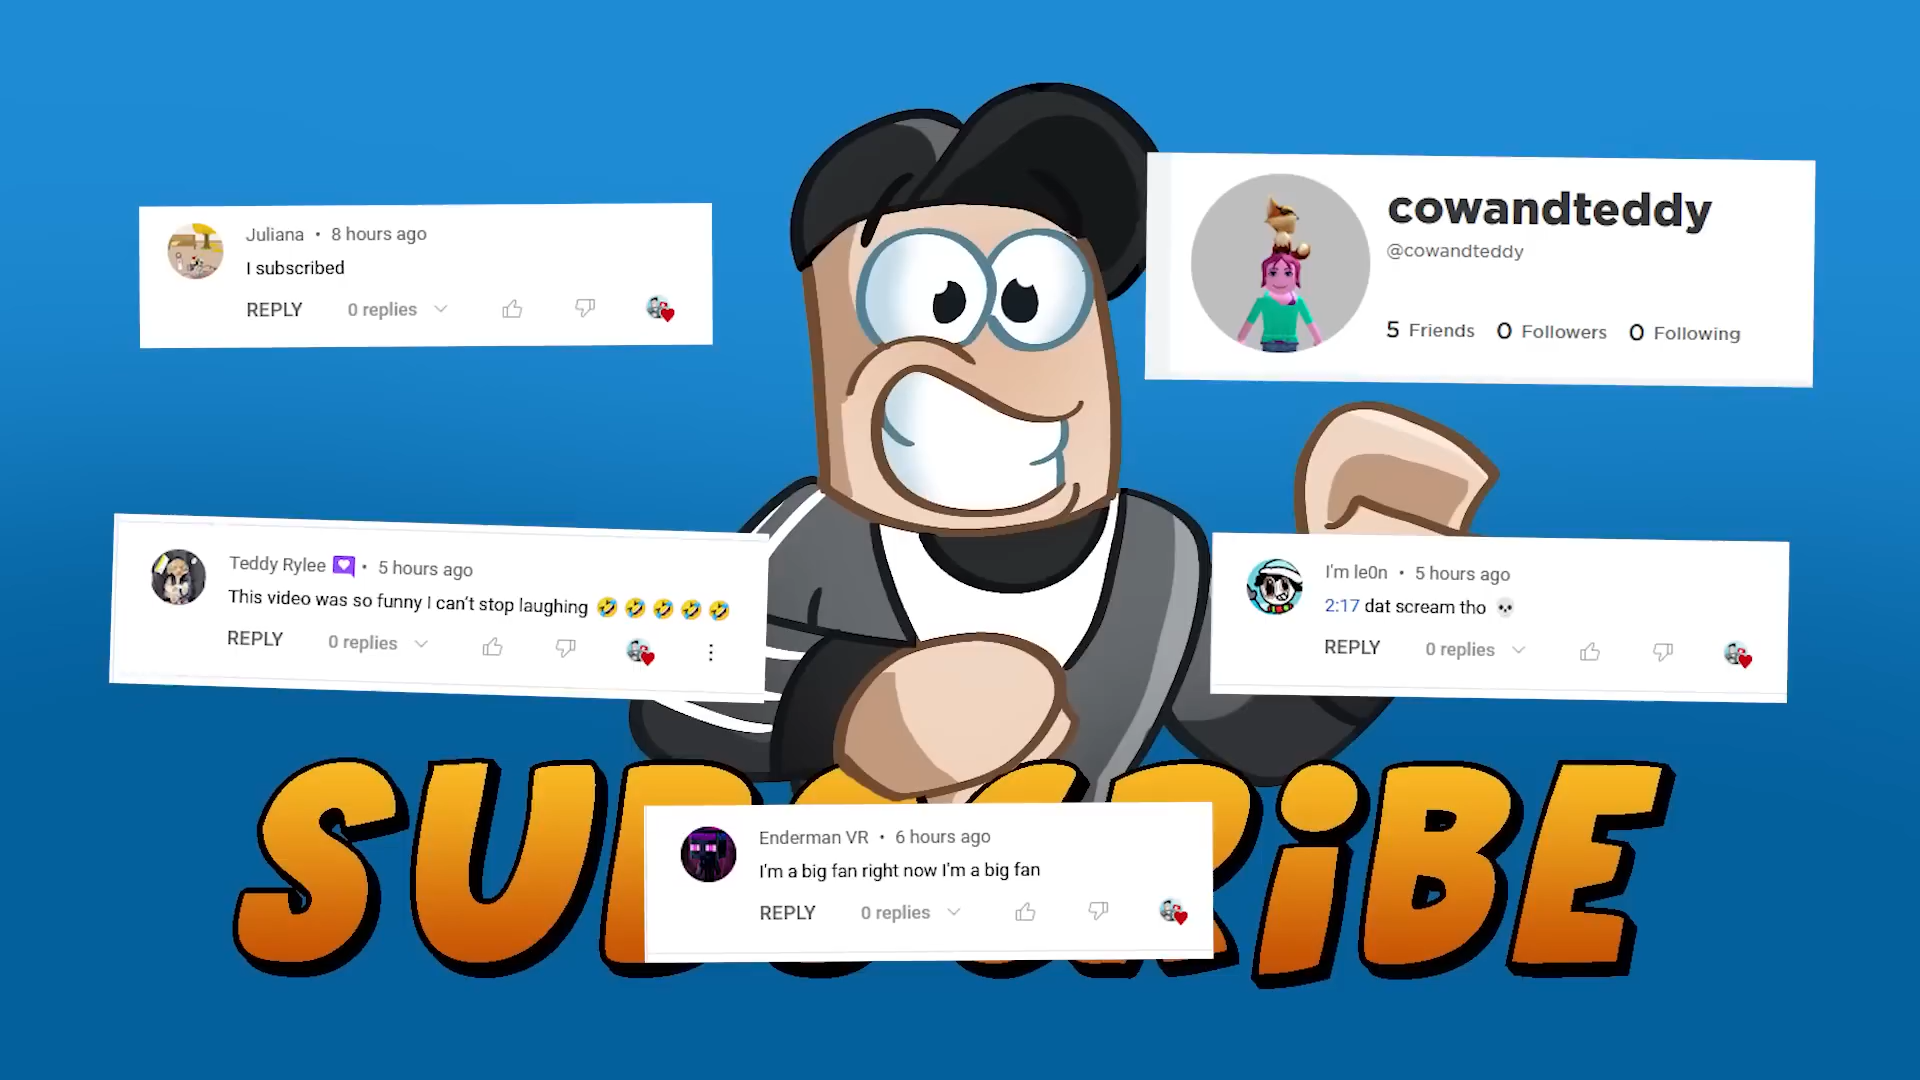 Juliana • 8 hours ago
I subscribed
REPLY 0 replies
cowandteddy
@cowandteddy
5 Friends 0 Followers 0 Following
Teddy Rylee • 5 hours ago
This video was so funny I can't stop laughing 🤣🤣🤣🤣🤣
REPLY 0 replies
I'm le0n • 5 hours ago
2:17 dat scream tho 💀
REPLY 0 replies
SUBSCRiBE
Enderman VR • 6 hours ago
I'm a big fan right now I'm a big fan
REPLY 0 replies